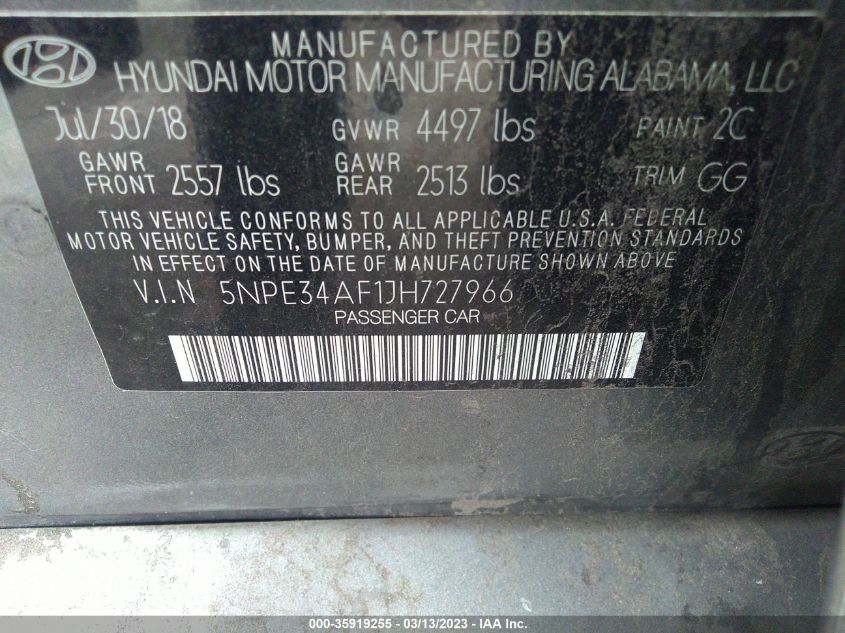 MANUFACTURED BY
HYUNDAI MOTOR MANUFACTURING ALABAMA, LLC
Jul/30/18 GVWR 4497 lbs PAINT 2C
GAWR FRONT 2557 lbs GAWR REAR 2513 lbs TRIM GG
THIS VEHICLE CONFORMS TO ALL APPLICABLE U.S.A. FEDERAL
MOTOR VEHICLE SAFETY, BUMPER, AND THEFT PREVENTION STANDARDS
IN EFFECT ON THE DATE OF MANUFACTURE SHOWN ABOVE
V.I.N 5NPE34AF1JH727966
PASSENGER CAR
000-35919255 - 03/13/2023 - IAA Inc.